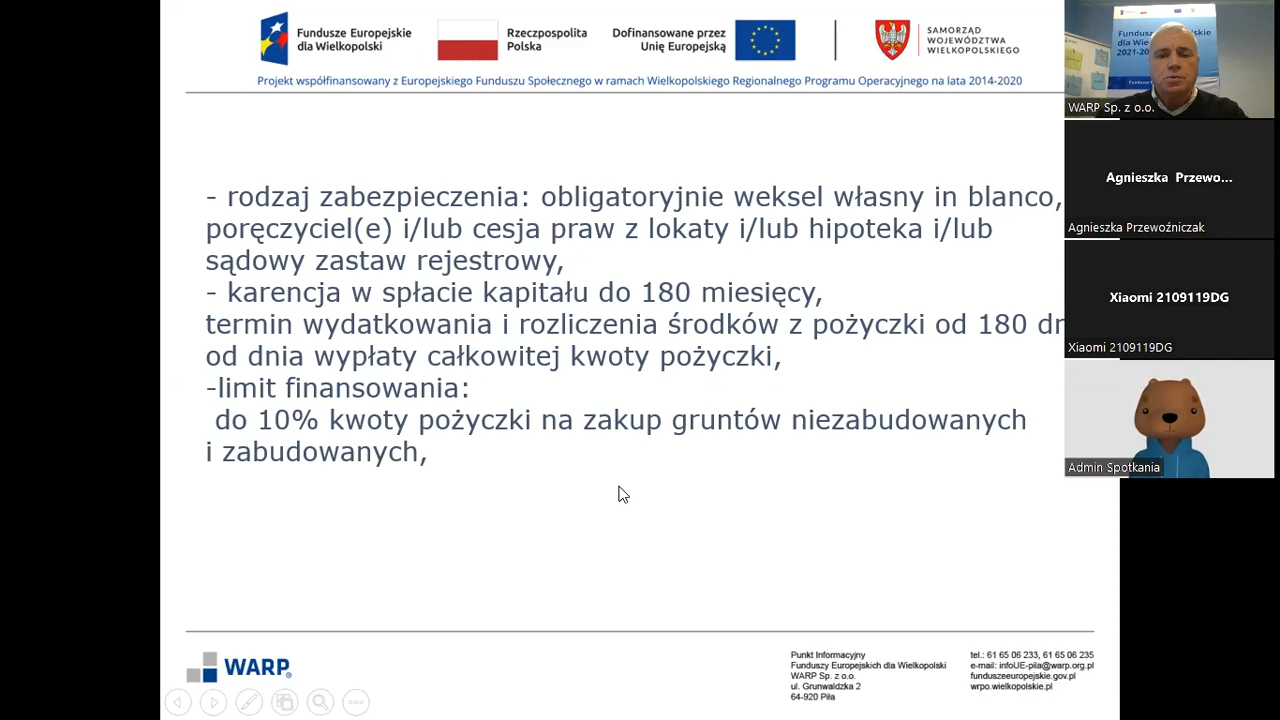 Fundusze Europejskie
dla Wielkopolski
Rzeczpospolita
Polska
Dofinansowane przez
Unię Europejską
SAMORZĄD
WOJEWÓDZTWA
WIELKOPOLSKIEGO
Projekt współfinansowany z Europejskiego Funduszu Społecznego w ramach Wielkopolskiego Regionalnego Programu Operacyjnego na lata 2014-2020
- rodzaj zabezpieczenia: obligatoryjnie weksel własny in blanco,
poręczyciel(e) i/lub cesja praw z lokaty i/lub hipoteka i/lub
sądowy zastaw rejestrowy,
- karencja w spłacie kapitału do 180 miesięcy,
termin wydatkowania i rozliczenia środków z pożyczki od 180
od dnia wypłaty całkowitej kwoty pożyczki,
-limit finansowania:
do 10% kwoty pożyczki na zakup gruntów niezabudowanych
i zabudowanych,
WARP
Punkt Informacyjny
Funduszy Europejskich dla Wielkopolski
WARP Sp. z o.o.
ul. Grunwaldzka 2
64-920 Piła
tel.: 61 65 06 233, 61 65 06 235
e-mail: infoUE-pila@warp.org.pl
funduszeeuropejskie.gov.pl
wrpo.wielkopolskie.pl
WARP Sp. z o.o.
Agnieszka Przewo...
Agnieszka Przewoźniczak
Xiaomi 2109119DG
Xiaomi 2109119DG
Admin Spotkania